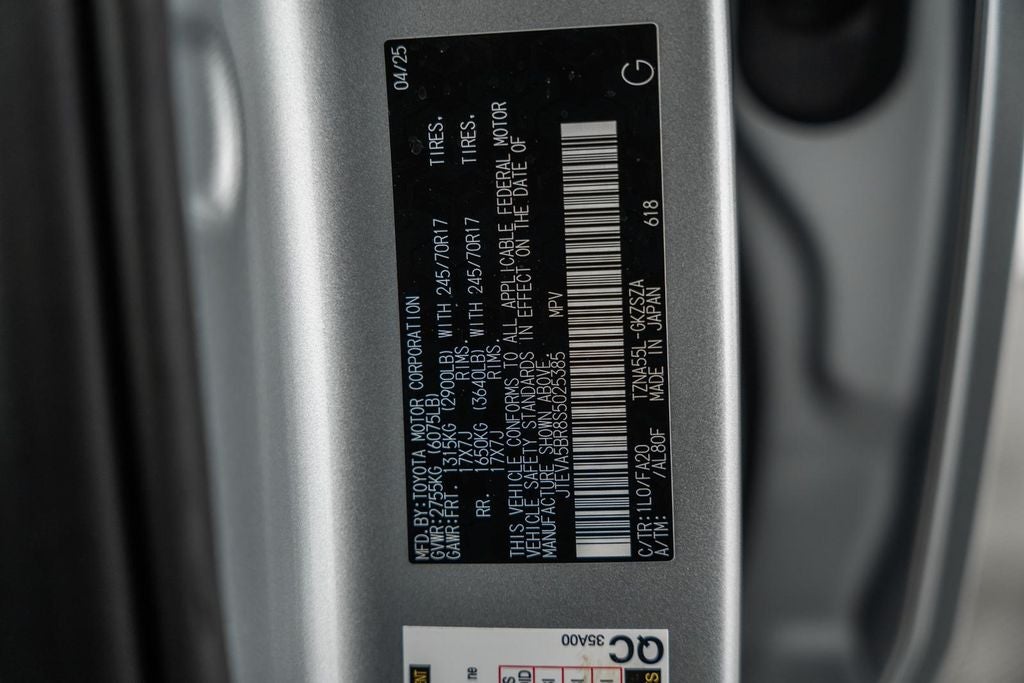 MFD. BY: TOYOTA MOTOR CORPORATION 04/25
GVWR: 2755KG (6075LB)
GAWR: FRT. 1315KG (2900LB) WITH 245/70R17 TIRES,
17X7J RIMS.
RR. 1650KG (3640LB) WITH 245/70R17 TIRES,
17X7J RIMS.
THIS VEHICLE CONFORMS TO ALL APPLICABLE FEDERAL MOTOR
VEHICLE SAFETY STANDARDS IN EFFECT ON THE DATE OF
MANUFACTURE SHOWN ABOVE.
JTEVA5BR8S5025385 MPV
C/TR: 1L0/FA20 TZNA55L-GKZSZA 618 G
A/TM: /AL80F MADE IN JAPAN
QC
35A00